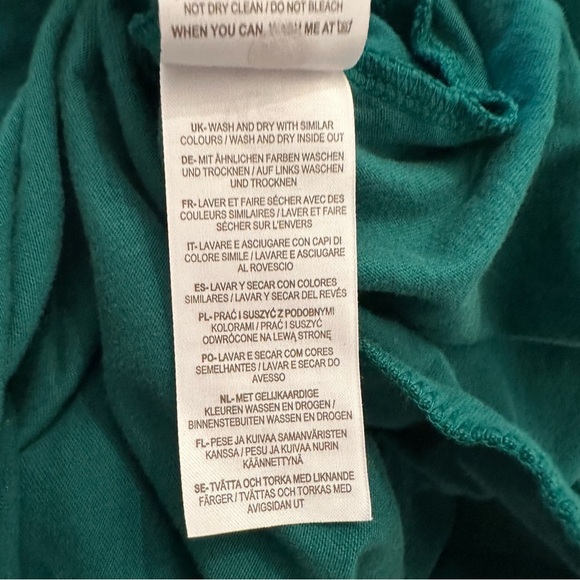 NOT DRY CLEAN / DO NOT BLEACH
WHEN YOU CAN, WASH ME AT
UK- WASH AND DRY WITH SIMILAR
COLOURS / WASH AND DRY INSIDE OUT
DE- MIT ÄHNLICHEN FARBEN WASCHEN
UND TROCKNEN / AUF LINKS WASCHEN
UND TROCKNEN
FR- LAVER ET FAIRE SÉCHER AVEC DES
COULEURS SIMILAIRES / LAVER ET FAIRE
SÉCHER SUR L'ENVERS
IT- LAVARE E ASCIUGARE CON CAPI DI
COLORE SIMILE / LAVARE E ASCIUGARE
AL ROVESCIO
ES- LAVAR Y SECAR CON COLORES
SIMILARES / LAVAR Y SECAR DEL REVÉS
PL- PRAĆ I SUSZYĆ Z PODOBNYMI
KOLORAMI / PRAĆ I SUSZYĆ
ODWRÓCONE NA LEWĄ STRONĘ
PO- LAVAR E SECAR COM CORES
SEMELHANTES / LAVAR E SECAR DO
AVESSO
NL- MET GELIJKAARDIGE
KLEUREN WASSEN EN DROGEN /
BINNENSTEBUITEN WASSEN EN DROGEN
FL- PESE JA KUIVAA SAMANVÄRISTEN
KANSSA / PESU JA KUIVAA NURIN
KÄÄNNETTYNÄ
SE- TVÄTTA OCH TORKA MED LIKNANDE
FÄRGER / TVÄTTAS OCH TORKAS MED
AVIGSIDAN UT